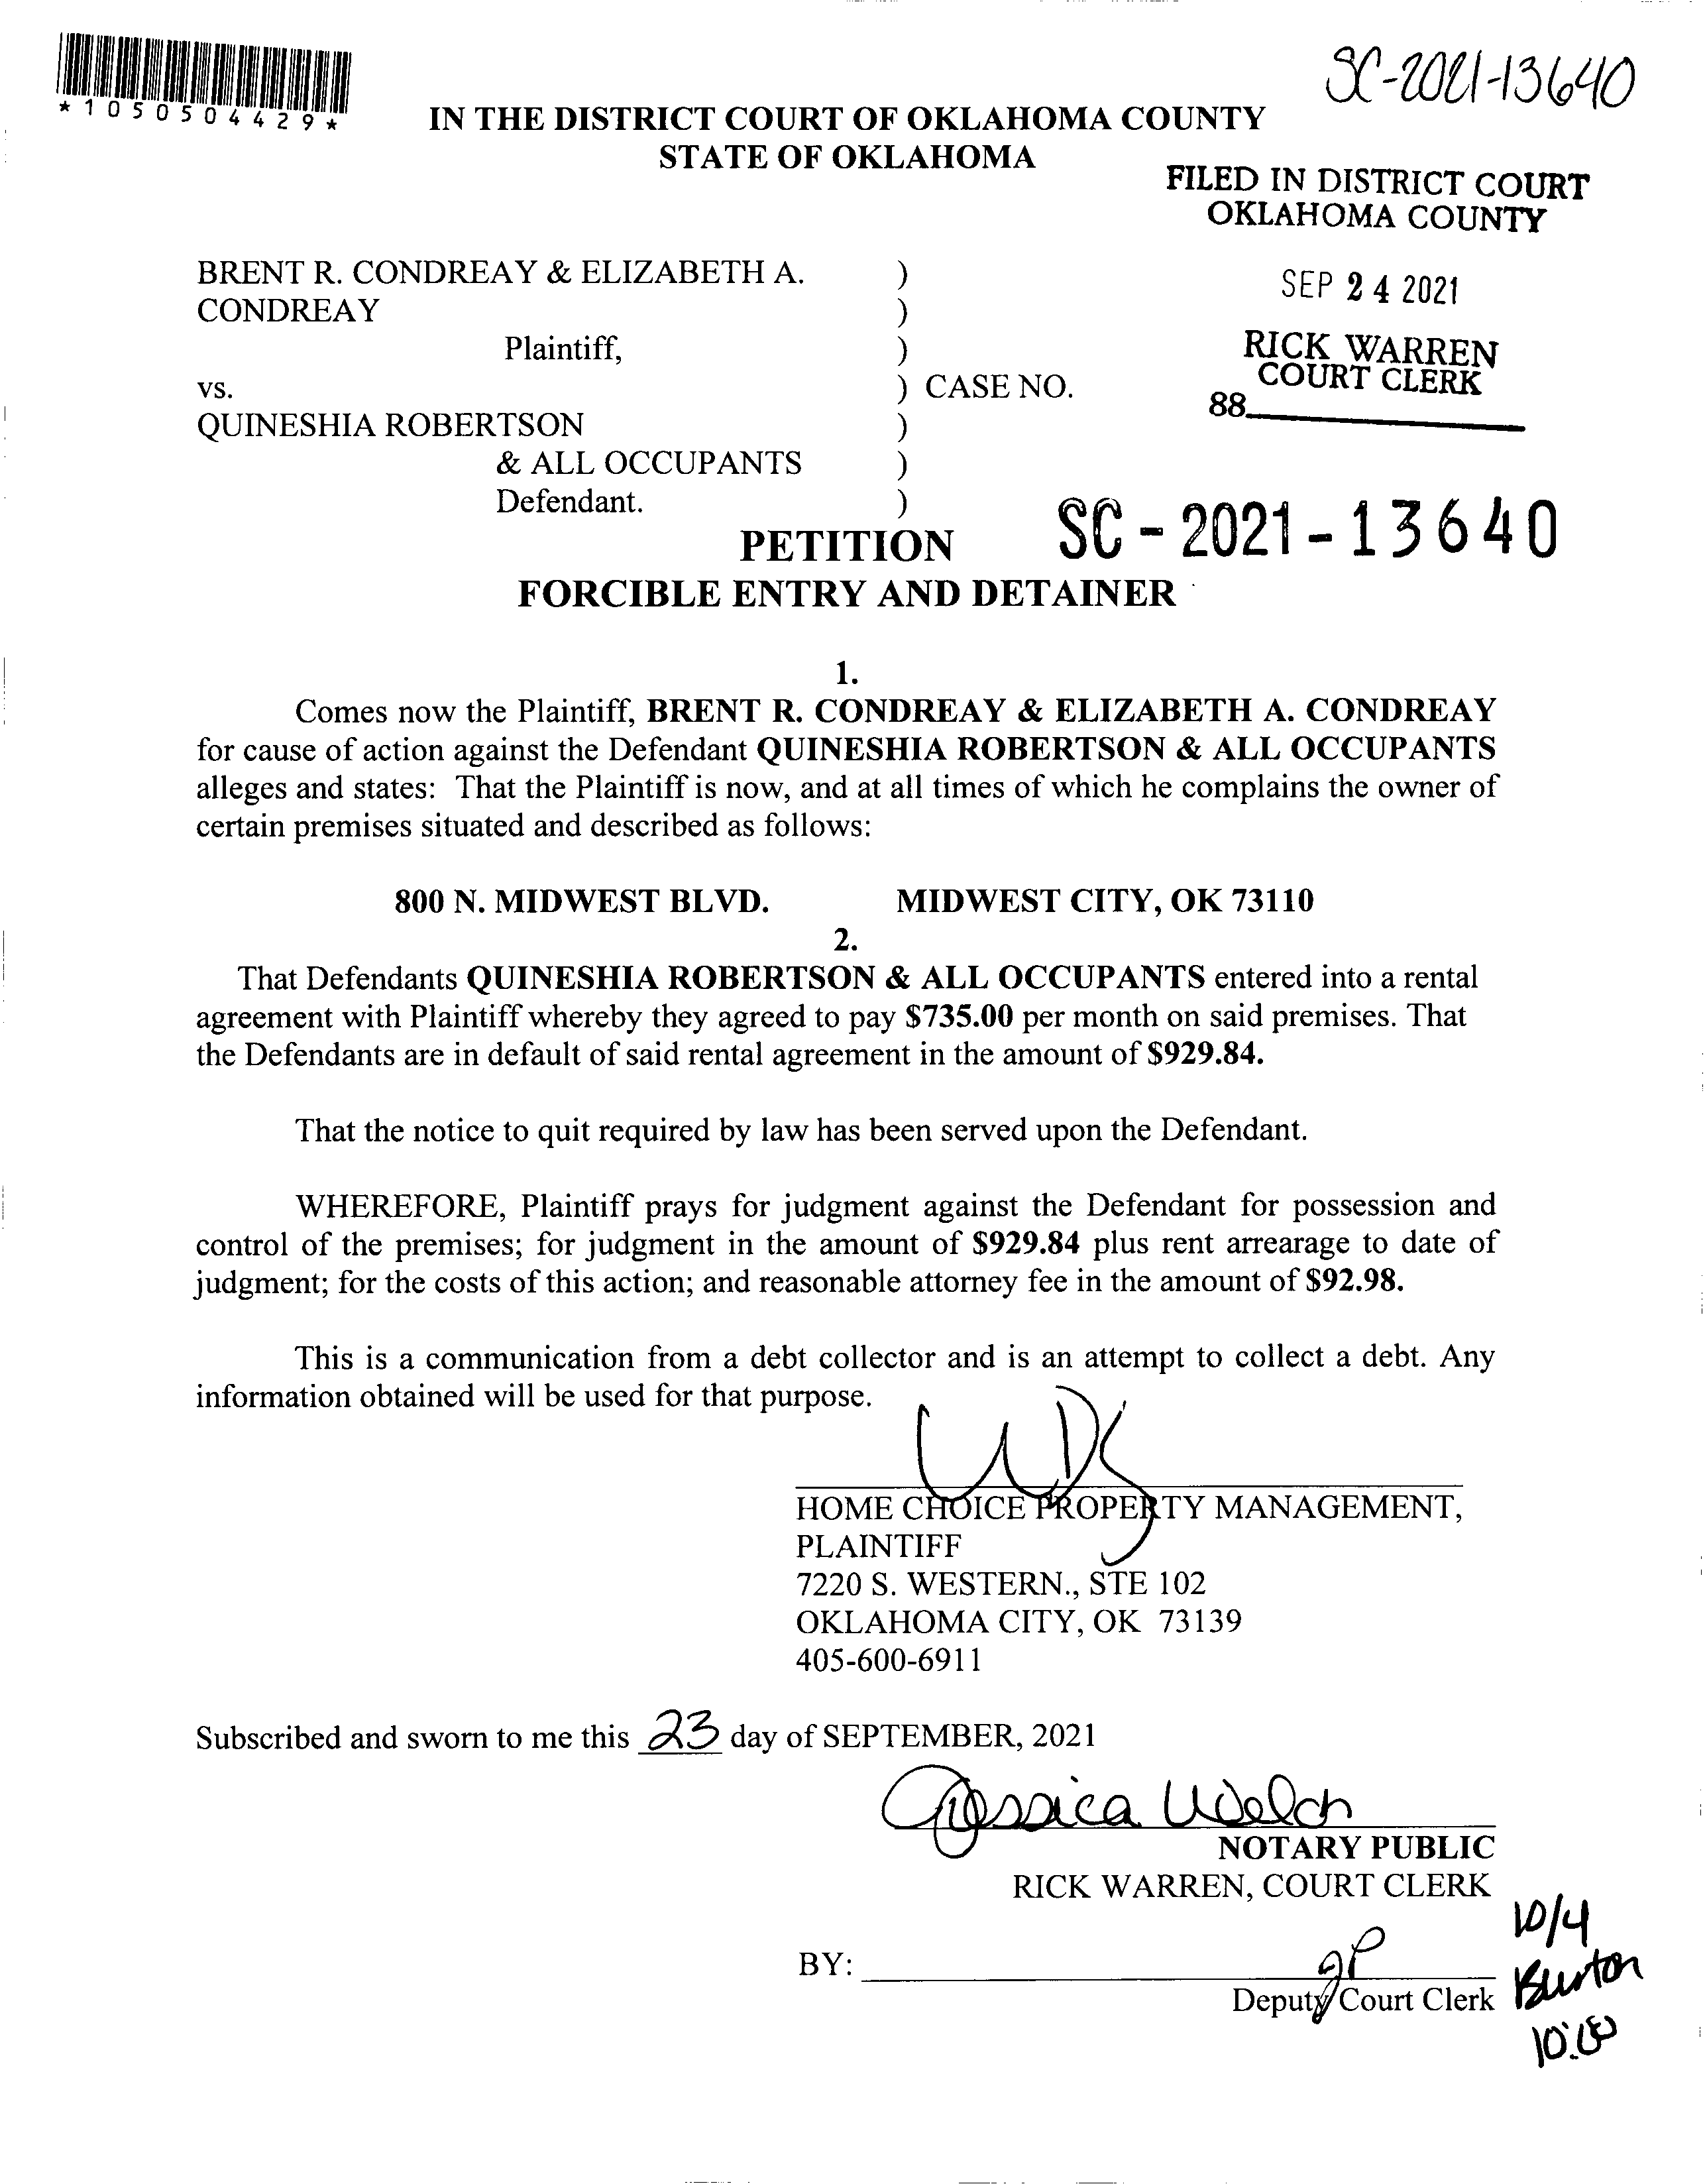 *1050504429*
SC-2021-13640
IN THE DISTRICT COURT OF OKLAHOMA COUNTY
STATE OF OKLAHOMA
FILED IN DISTRICT COURT
OKLAHOMA COUNTY
SEP 24 2021
RICK WARREN
COURT CLERK
88
BRENT R. CONDREAY & ELIZABETH A. )
CONDREAY )
Plaintiff, )
vs. ) CASE NO.
QUINESHIA ROBERTSON )
& ALL OCCUPANTS )
Defendant. )
SC-2021-13640
PETITION
FORCIBLE ENTRY AND DETAINER
1.
Comes now the Plaintiff, BRENT R. CONDREAY & ELIZABETH A. CONDREAY
for cause of action against the Defendant QUINESHIA ROBERTSON & ALL OCCUPANTS
alleges and states: That the Plaintiff is now, and at all times of which he complains the owner of
certain premises situated and described as follows:
800 N. MIDWEST BLVD. MIDWEST CITY, OK 73110
2.
That Defendants QUINESHIA ROBERTSON & ALL OCCUPANTS entered into a rental
agreement with Plaintiff whereby they agreed to pay $735.00 per month on said premises. That
the Defendants are in default of said rental agreement in the amount of $929.84.
That the notice to quit required by law has been served upon the Defendant.
WHEREFORE, Plaintiff prays for judgment against the Defendant for possession and
control of the premises; for judgment in the amount of $929.84 plus rent arrearage to date of
judgment; for the costs of this action; and reasonable attorney fee in the amount of $92.98.
This is a communication from a debt collector and is an attempt to collect a debt. Any
information obtained will be used for that purpose.
HOME CHOICE PROPERTY MANAGEMENT,
PLAINTIFF
7220 S. WESTERN., STE 102
OKLAHOMA CITY, OK 73139
405-600-6911
Subscribed and sworn to me this 23 day of SEPTEMBER, 2021
Jessica Welch
NOTARY PUBLIC
RICK WARREN, COURT CLERK
BY: JP
Deputy Court Clerk
10/4
Burton
10:00